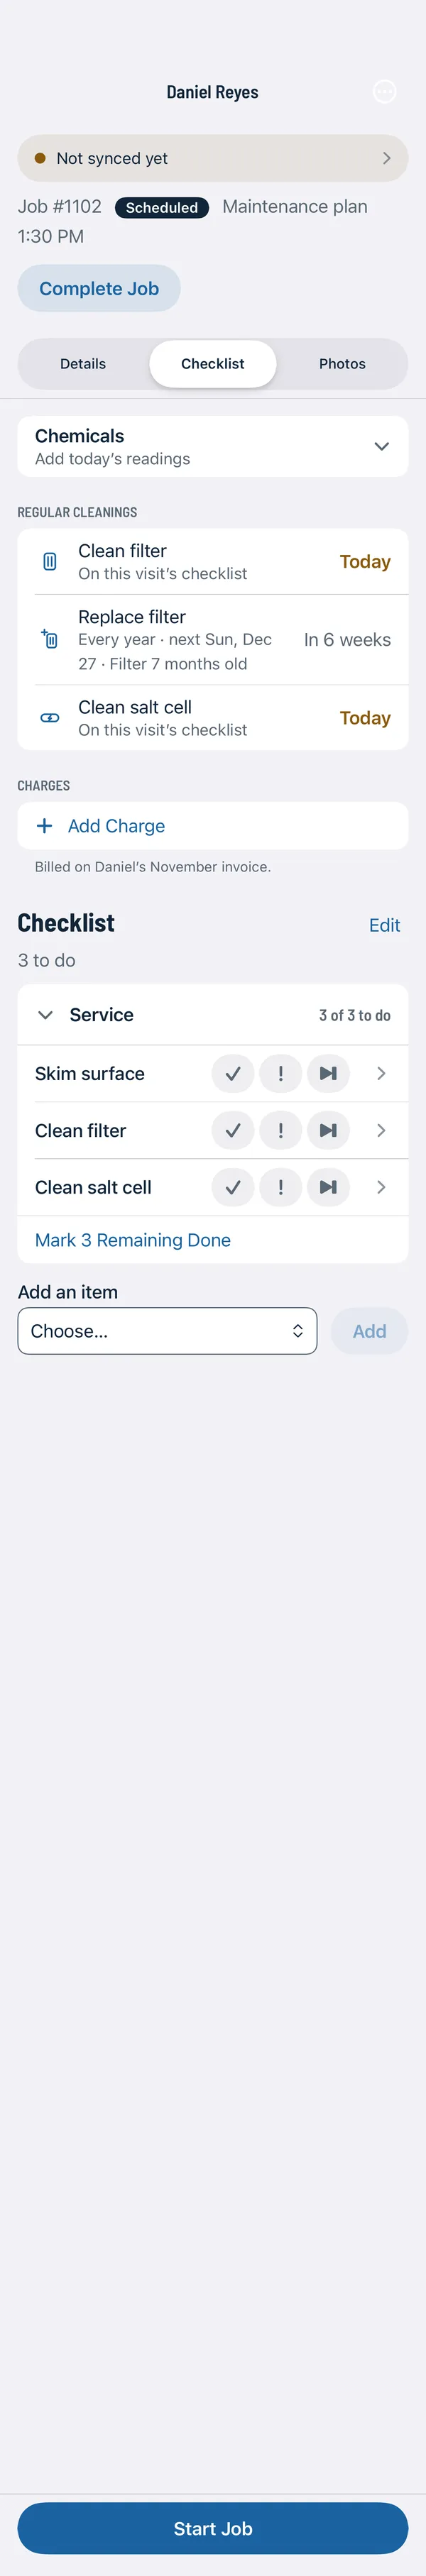 Daniel Reyes
Not synced yet
Job #1102 Scheduled Maintenance plan
1:30 PM
Complete Job
Details Checklist Photos
Chemicals
Add today’s readings
REGULAR CLEANINGS
Clean filter
On this visit’s checklist
Today
Replace filter
Every year · next Sun, Dec
27 · Filter 7 months old
In 6 weeks
Clean salt cell
On this visit’s checklist
Today
CHARGES
Add Charge
Billed on Daniel’s November invoice.
Checklist
Edit
3 to do
Service 3 of 3 to do
Skim surface
Clean filter
Clean salt cell
Mark 3 Remaining Done
Add an item
Choose... Add
Start Job